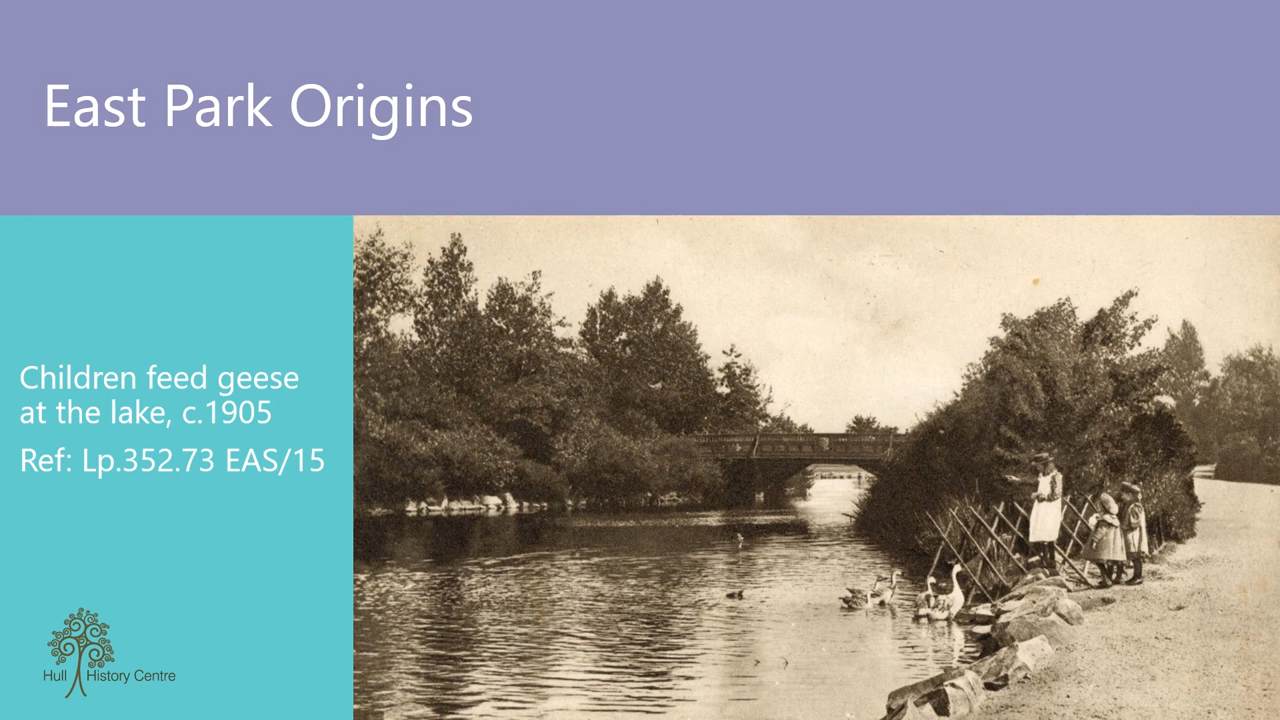 East Park Origins
Children feed geese
at the lake, c.1905
Ref: Lp.352.73 EAS/15
Hull History Centre